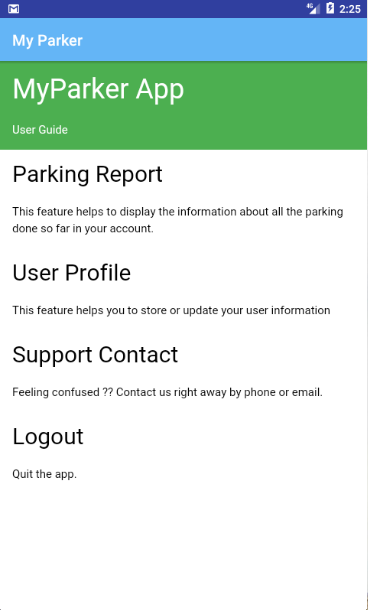 4G 2:25
My Parker
MyParker App
User Guide
Parking Report
This feature helps to display the information about all the parking
done so far in your account.
User Profile
This feature helps you to store or update your user information
Support Contact
Feeling confused ?? Contact us right away by phone or email.
Logout
Quit the app.